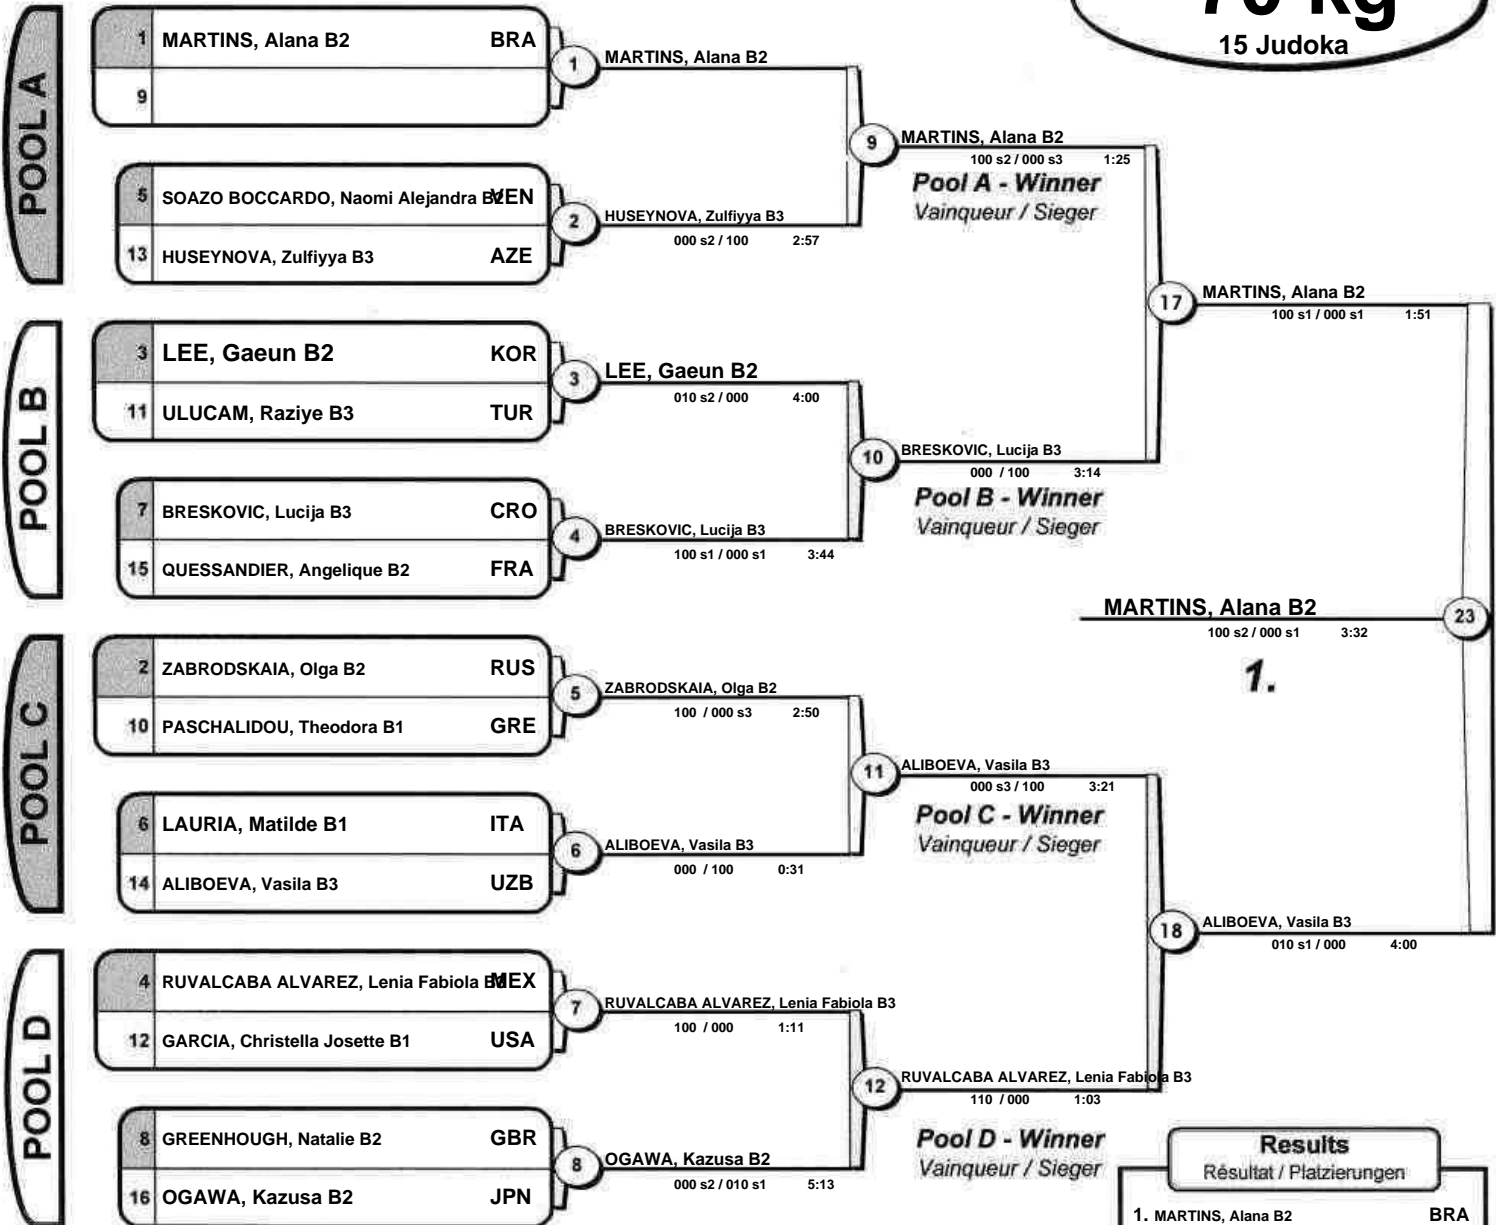 70 kg
15 Judoka
POOL A
1 MARTINS, Alana B2 BRA
9
5 SOAZO BOCCARDO, Naomi Alejandra B2 VEN
13 HUSEYNOVA, Zulfiyya B3 AZE
1 MARTINS, Alana B2
2 HUSEYNOVA, Zulfiyya B3
000 s2 / 100 2:57
9 MARTINS, Alana B2
100 s2 / 000 s3 1:25
Pool A - Winner
Vainqueur / Sieger
POOL B
3 LEE, Gaeun B2 KOR
11 ULUCAM, Raziye B3 TUR
7 BRESKOVIC, Lucija B3 CRO
15 QUESSANDIER, Angelique B2 FRA
3 LEE, Gaeun B2
010 s2 / 000 4:00
4 BRESKOVIC, Lucija B3
100 s1 / 000 s1 3:44
10 BRESKOVIC, Lucija B3
000 / 100 3:14
Pool B - Winner
Vainqueur / Sieger
17 MARTINS, Alana B2
100 s1 / 000 s1 1:51
MARTINS, Alana B2 23
100 s2 / 000 s1 3:32
1.
POOL C
2 ZABRODSKAIA, Olga B2 RUS
10 PASCHALIDOU, Theodora B1 GRE
6 LAURIA, Matilde B1 ITA
14 ALIBOEVA, Vasila B3 UZB
5 ZABRODSKAIA, Olga B2
100 / 000 s3 2:50
6 ALIBOEVA, Vasila B3
000 / 100 0:31
11 ALIBOEVA, Vasila B3
000 s3 / 100 3:21
Pool C - Winner
Vainqueur / Sieger
18 ALIBOEVA, Vasila B3
010 s1 / 000 4:00
POOL D
4 RUVALCABA ALVAREZ, Lenia Fabiola B3 MEX
12 GARCIA, Christella Josette B1 USA
8 GREENHOUGH, Natalie B2 GBR
16 OGAWA, Kazusa B2 JPN
7 RUVALCABA ALVAREZ, Lenia Fabiola B3
100 / 000 1:11
8 OGAWA, Kazusa B2
000 s2 / 010 s1 5:13
12 RUVALCABA ALVAREZ, Lenia Fabiola B3
110 / 000 1:03
Pool D - Winner
Vainqueur / Sieger
Results
Résultat / Platzierungen
1. MARTINS, Alana B2 BRA